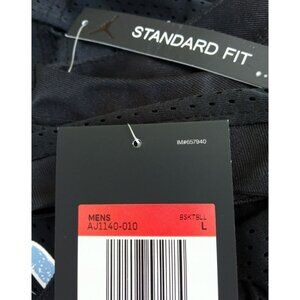 STANDARD FIT
IM#657940
MENS BSKTBLL
AJ1140-010 L